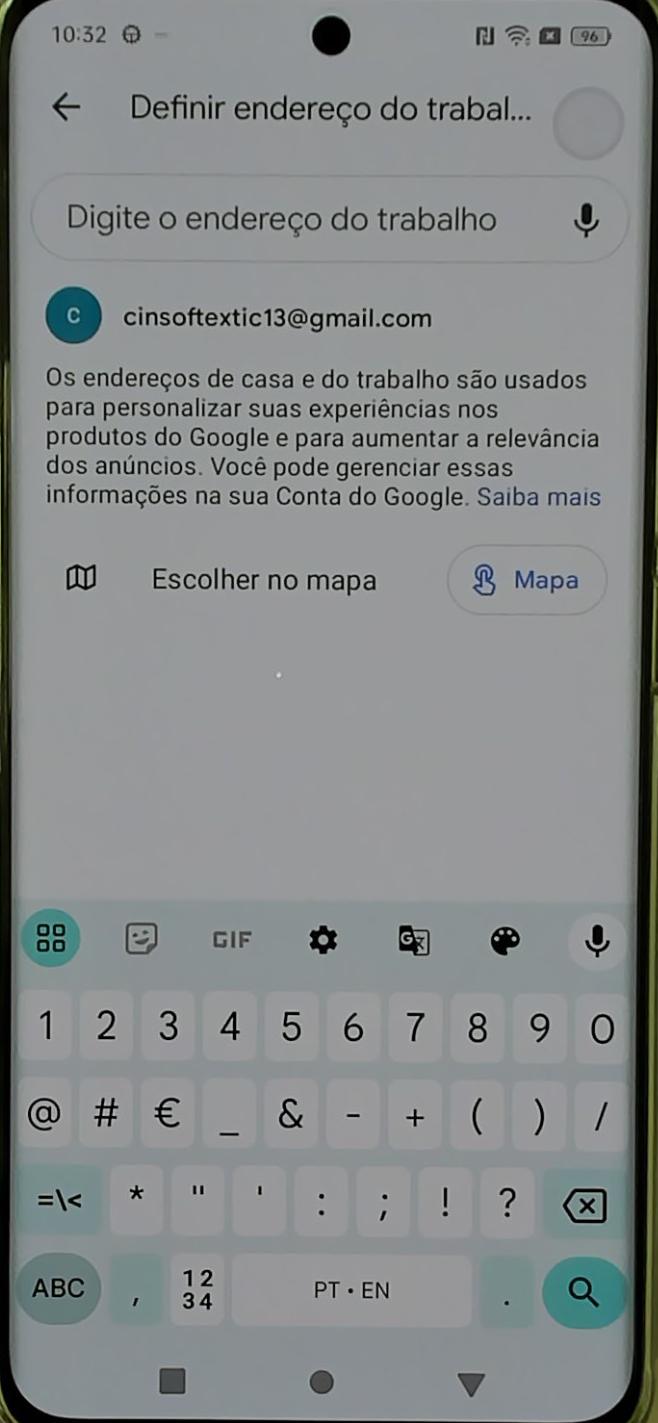 10:32
96
Definir endereço do trabal...
Digite o endereço do trabalho
C
cinsoftextic13@gmail.com
Os endereços de casa e do trabalho são usados
para personalizar suas experiências nos
produtos do Google e para aumentar a relevância
dos anúncios. Você pode gerenciar essas
informações na sua Conta do Google. Saiba mais
Escolher no mapa
Mapa
GIF
1 2 3 4 5 6 7 8 9 0
@ # € _ & - + ( ) /
=\< * " ' : ; ! ?
ABC , 12 34 PT • EN .